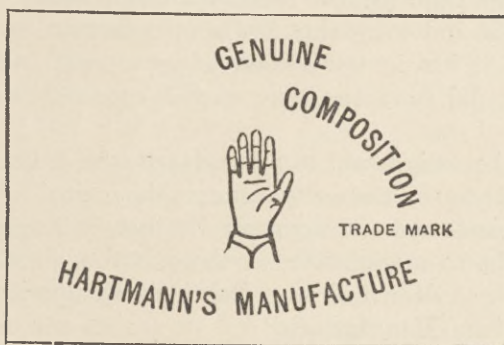 GENUINE
COMPOSITION
TRADE MARK
HARTMANN'S MANUFACTURE